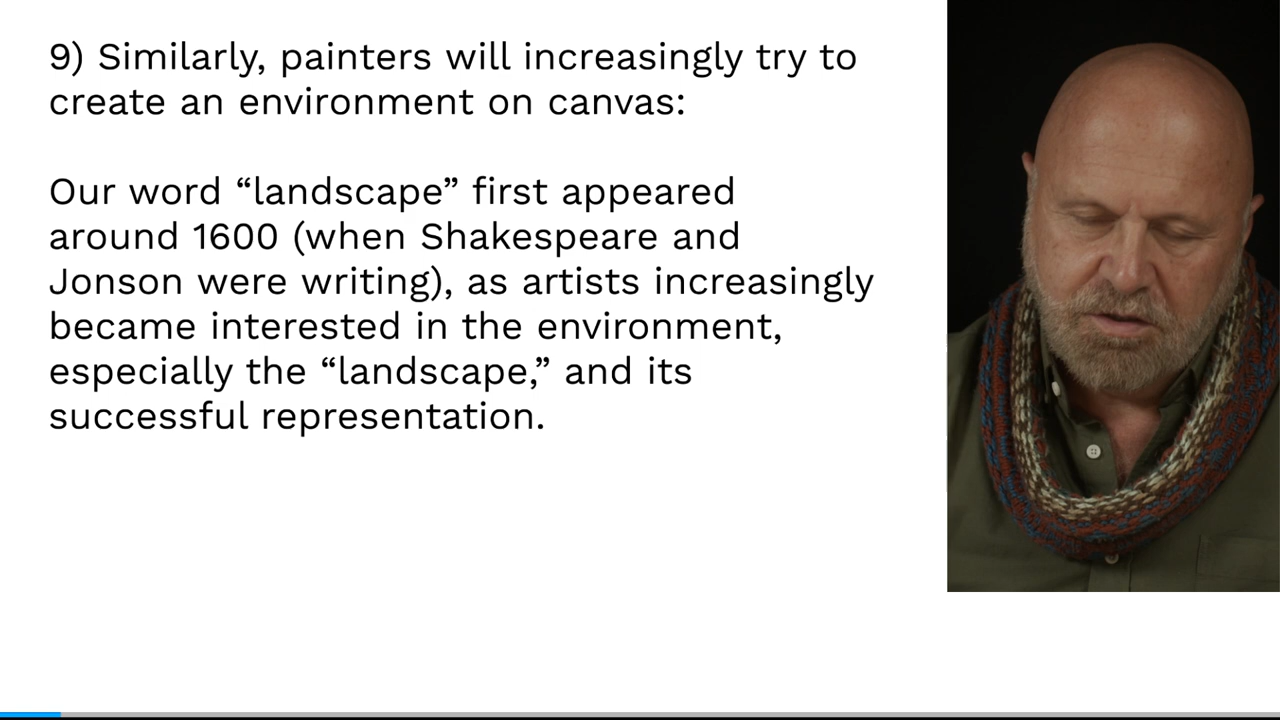 9) Similarly, painters will increasingly try to
create an environment on canvas:
Our word “landscape” first appeared
around 1600 (when Shakespeare and
Jonson were writing), as artists increasingly
became interested in the environment,
especially the “landscape,” and its
successful representation.